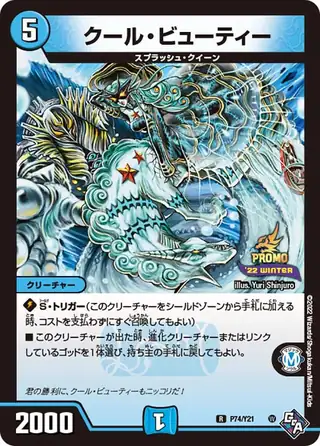 5
クール・ビューティー
スプラッシュ・クイーン
PROMO
'22 WINTER
illus. Yuri Shinjuro
クリーチャー
S・トリガー(このクリーチャーをシールドゾーンから手札に加える
時、コストを支払わずにすぐ召喚してもよい)
■このクリーチャーが出た時、進化クリーチャーまたはリンク
しているゴッドを1体選び、持ち主の手札に戻してもよい。
君の勝利に、クール・ビューティーもニッコリだ!
2000
1
R P74/Y21